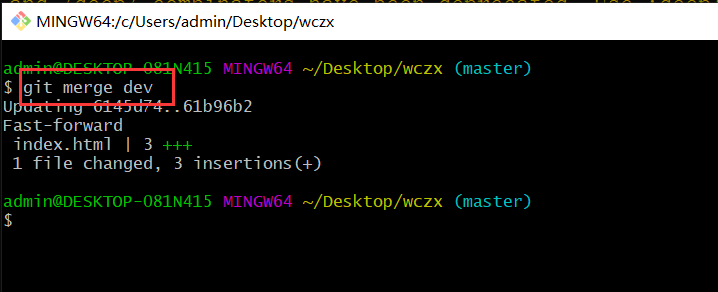 MINGW64:/c/Users/admin/Desktop/wczx
admin@DESKTOP-081N415 MINGW64 ~/Desktop/wczx (master)
$ git merge dev
Updating 6145d74..61b96b2
Fast-forward
 index.html | 3 +++
 1 file changed, 3 insertions(+)
admin@DESKTOP-081N415 MINGW64 ~/Desktop/wczx (master)
$